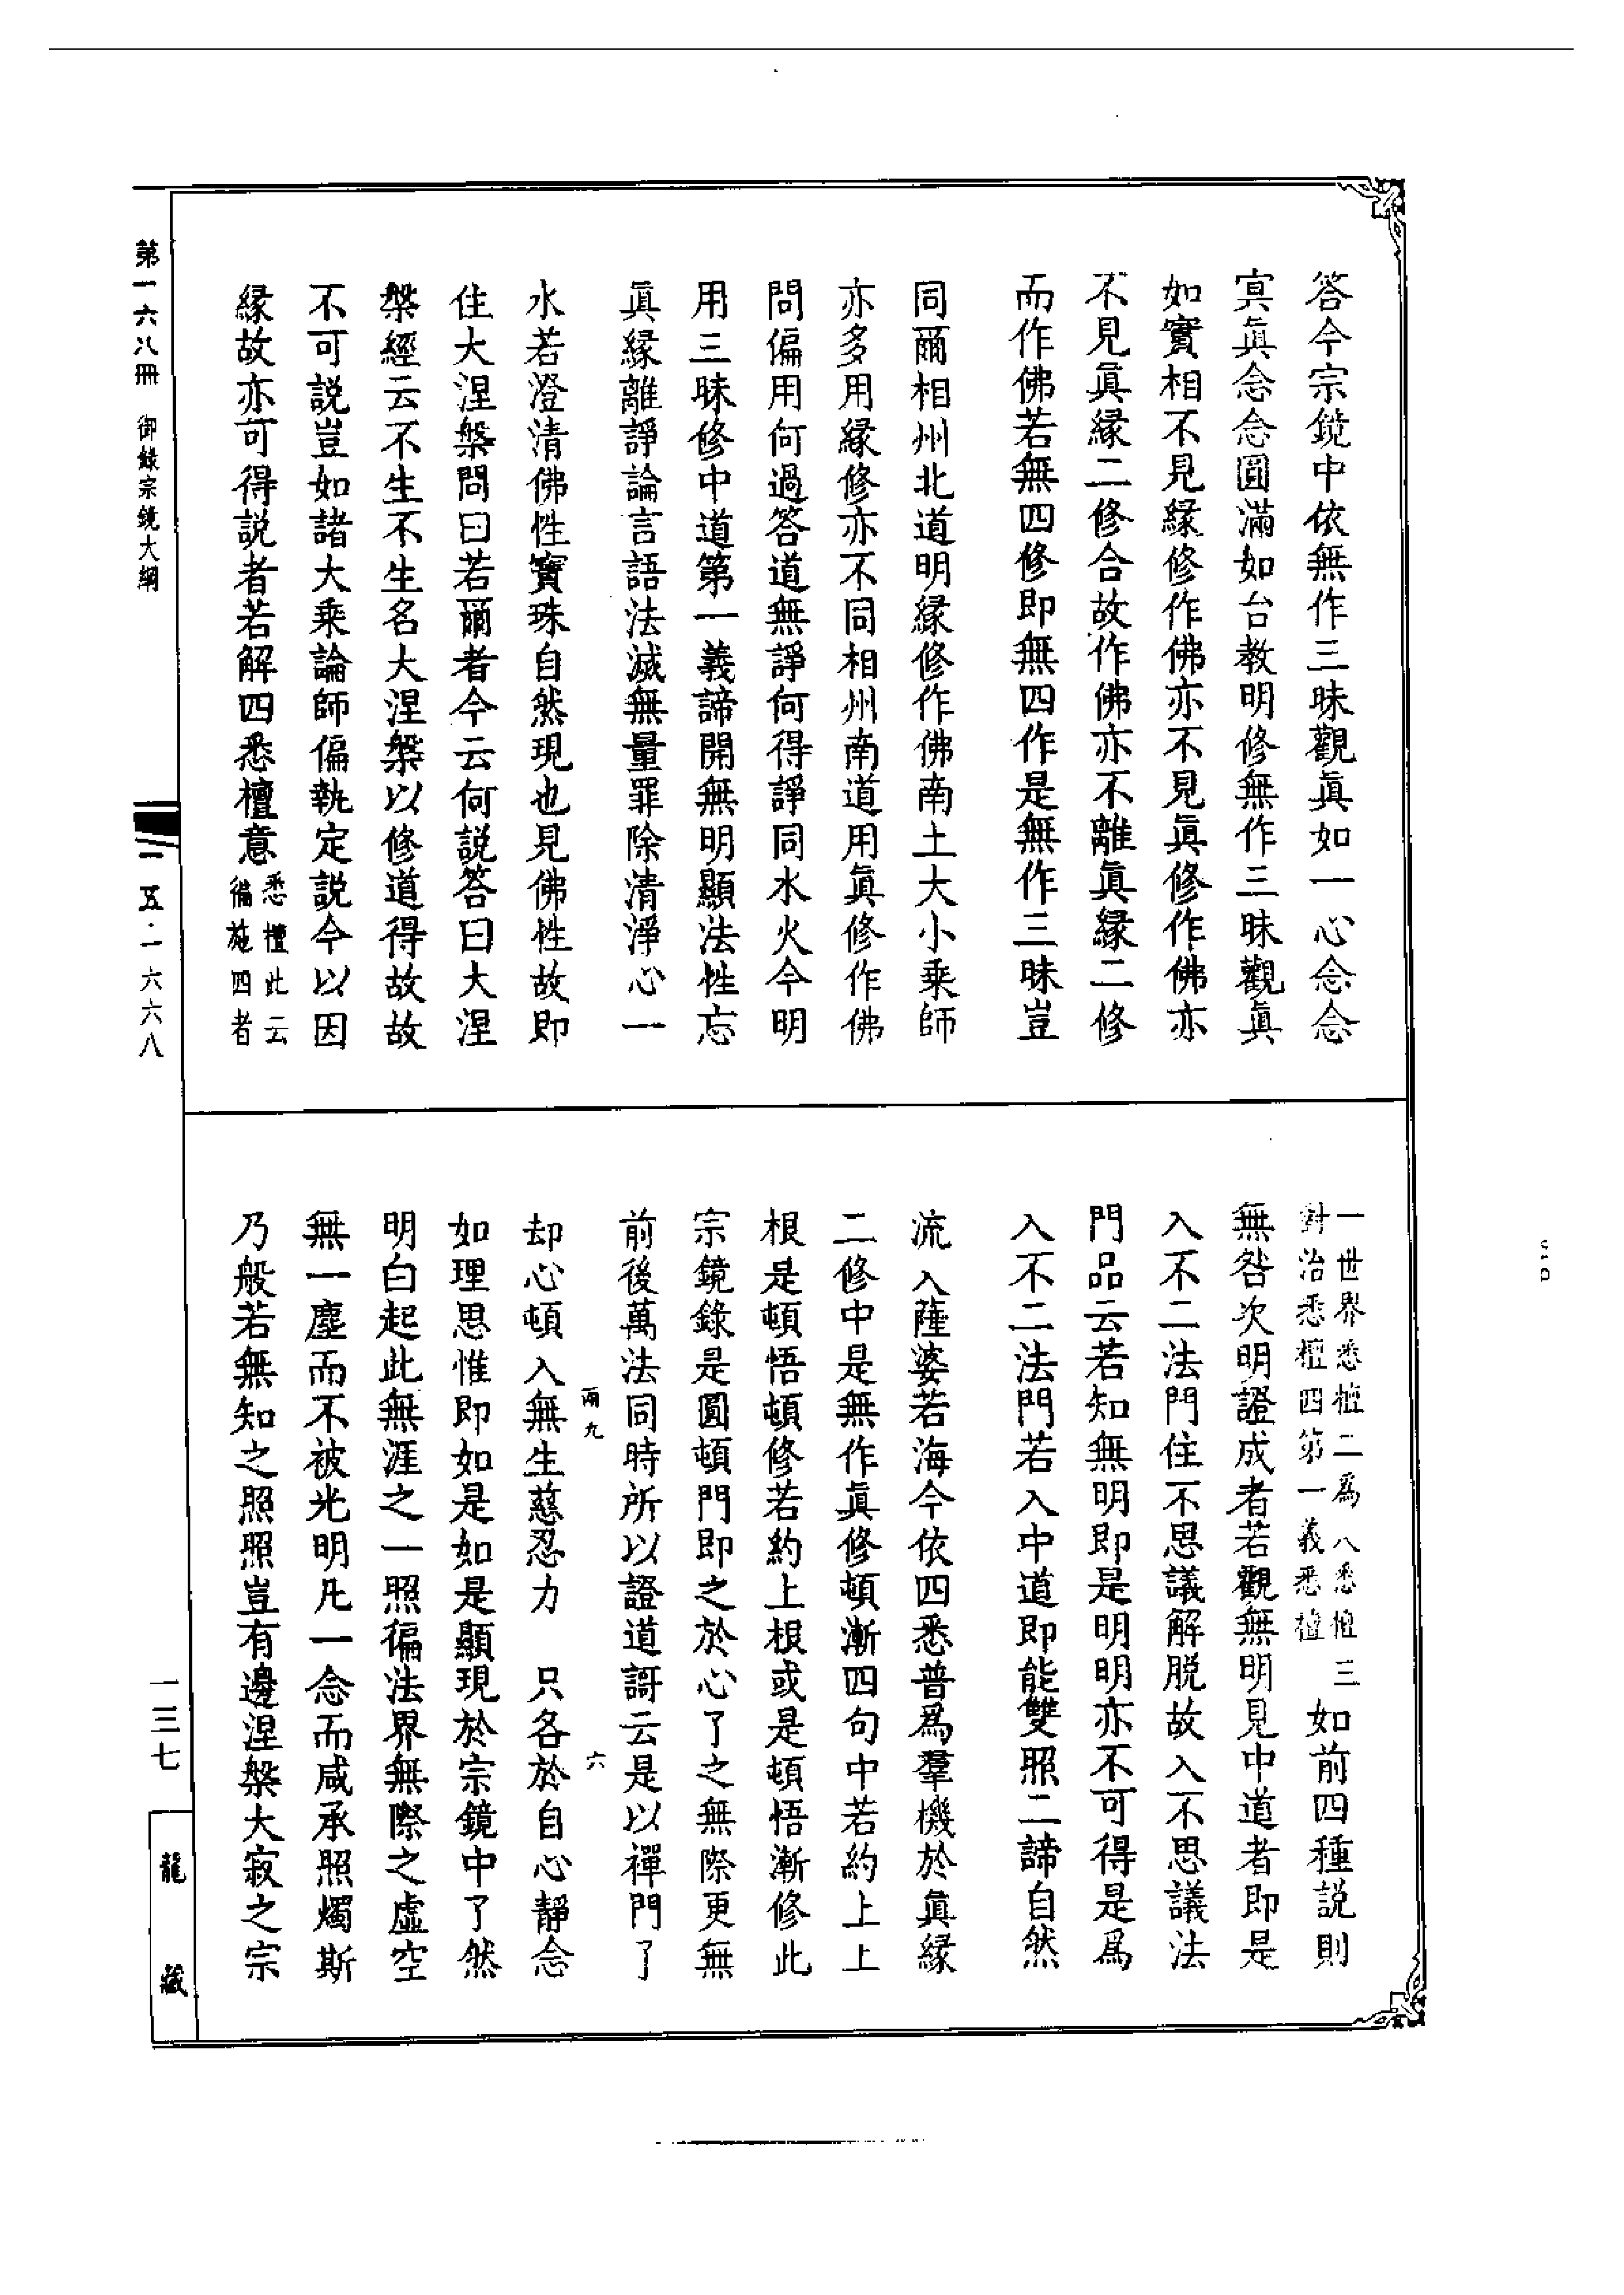 答今宗鏡中依無作三昧觀眞如一心念念
寘眞念念圓滿如台教明修無作三昧觀眞
如實相不見緣修作佛亦不見眞修作佛亦
不見眞緣二修合故作佛亦不離眞緣二修
而作佛若無四修即無四作是無作三昧豈
同爾相州北道明緣修作佛南土大小乘師
亦多用緣修亦不同相州南道用眞修作佛
問偏用何過答道無諍何得諍同水火今明
用三昧修中道第一義諦開無明顯法性忘
眞緣離諍論言語法滅無量罪除清淨心一
水若澄清佛性寶珠自然現也見佛性故即
住大涅槃問曰若爾者今云何說答曰大涅
槃經云不生不生名大涅槃以修道得故故
不可說豈如諸大乘論師偏執定說今以因
緣故亦可得說者若解四悉檀意
悉檀此云
徧施四者
一世界悉檀二爲人悉檀三
對治悉檀四第一義悉檀
如前四種説則
無咎次明證成者若觀無明見中道者即是
入不二法門住不思議解脫故入不思議法
門品云若知無明即是明明亦不可得是爲
入不二法門若入中道即能雙照二諦自然
流入薩婆若海今依四悉普爲羣機於眞緣
二修中是無作眞修頓漸四句中若約上上
根是頓悟頓修若約上根或是頓悟漸修此
宗鏡錄是圓頓門即之於心了之無際更無
前後萬法同時所以證道謌云是以禪門了
兩九
六
却心頓入無生慈忍力 只各於自心靜念
如理思惟即如是如是顯現於宗鏡中了然
明白起此無涯之一照徧法界無際之虛空
無一塵而不被光明凡一念而咸承照燭斯
乃般若無知之照照豈有邊涅槃大寂之宗
第一六八冊 御錄宗鏡大綱
一五·一六六八
一三七
龍藏